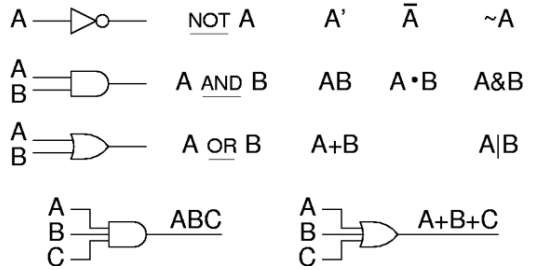 A NOT A A' A̅ ~A
A
B A AND B AB A•B A&B
A
B A OR B A+B A|B
A A
B ABC B A+B+C
C C